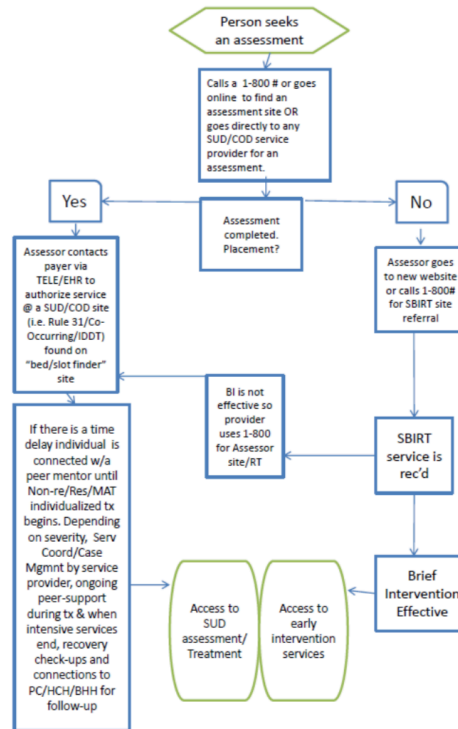 Person seeks
an assessment
Calls a 1-800 # or goes
online to find an
assessment site OR
goes directly to any
SUD/COD service
provider for an
assessment.
Yes
Assessment
completed.
Placement?
No
Assessor contacts
payer via
TELE/EHR to
authorize service
@ a SUD/COD site
(i.e. Rule 31/Co-
Occurring/IDDT)
found on
“bed/slot finder”
site
Assessor goes
to new website
or calls 1-800#
for SBIRT site
referral
BI is not
effective so
provider
uses 1-800
for Assessor
site/RT
SBIRT
service is
rec’d
If there is a time
delay individual is
connected w/a
peer mentor until
Non-re/Res/MAT
individualized tx
begins. Depending
on severity, Serv
Coord/Case
Mgmnt by service
provider, ongoing
peer-support
during tx & when
intensive services
end, recovery
check-ups and
connections to
PC/HCH/BHH for
follow-up
Access to
SUD
assessment/
Treatment
Access to
early
intervention
services
Brief
Intervention
Effective